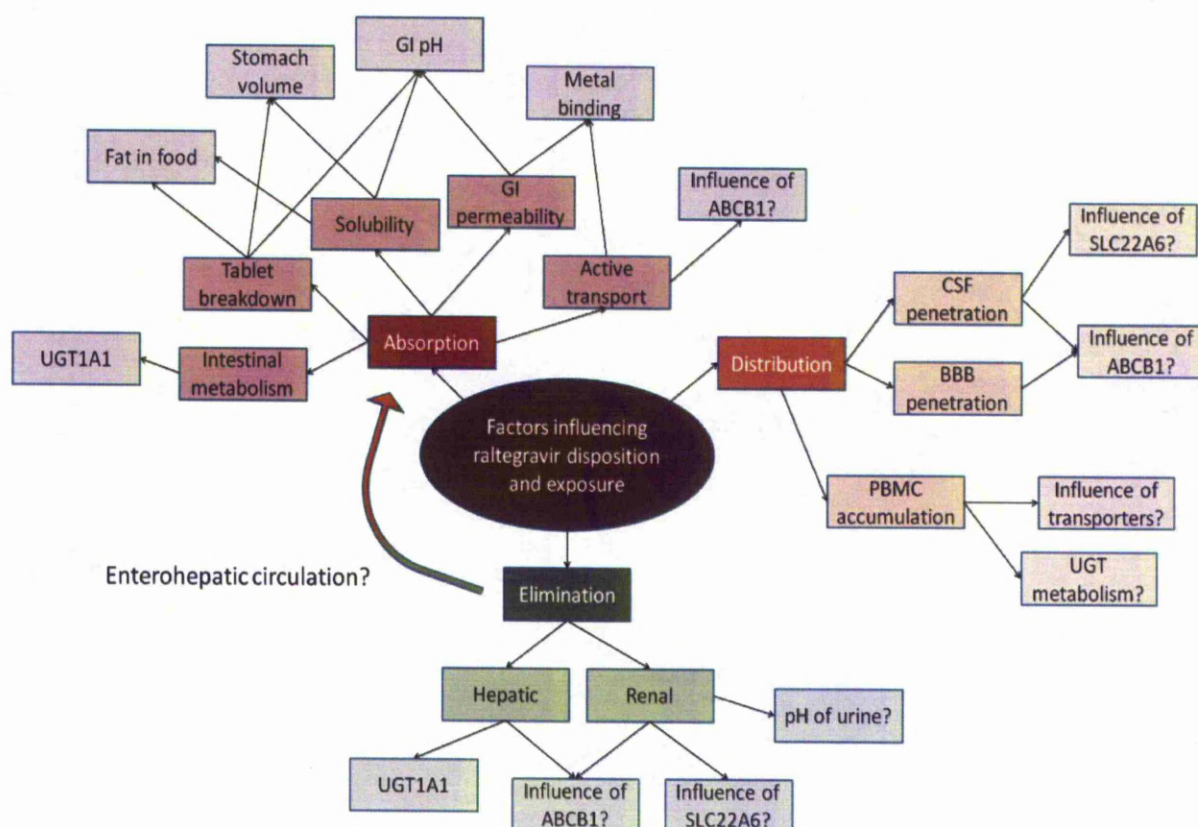 GI pH
Stomach
volume
Metal
binding
Fat in food
Solubility
GI
permeability
Influence of
ABCB1?
Influence of
SLC22A6?
Tablet
breakdown
Active
transport
CSF
penetration
Absorption
UGT1A1
Intestinal
metabolism
Distribution
Influence of
ABCB1?
BBB
penetration
Factors influencing
raltegravir disposition
and exposure
PBMC
accumulation
Influence of
transporters?
Enterohepatic circulation?
Elimination
UGT
metabolism?
Hepatic
Renal
pH of urine?
UGT1A1
Influence of
ABCB1?
Influence of
SLC22A6?